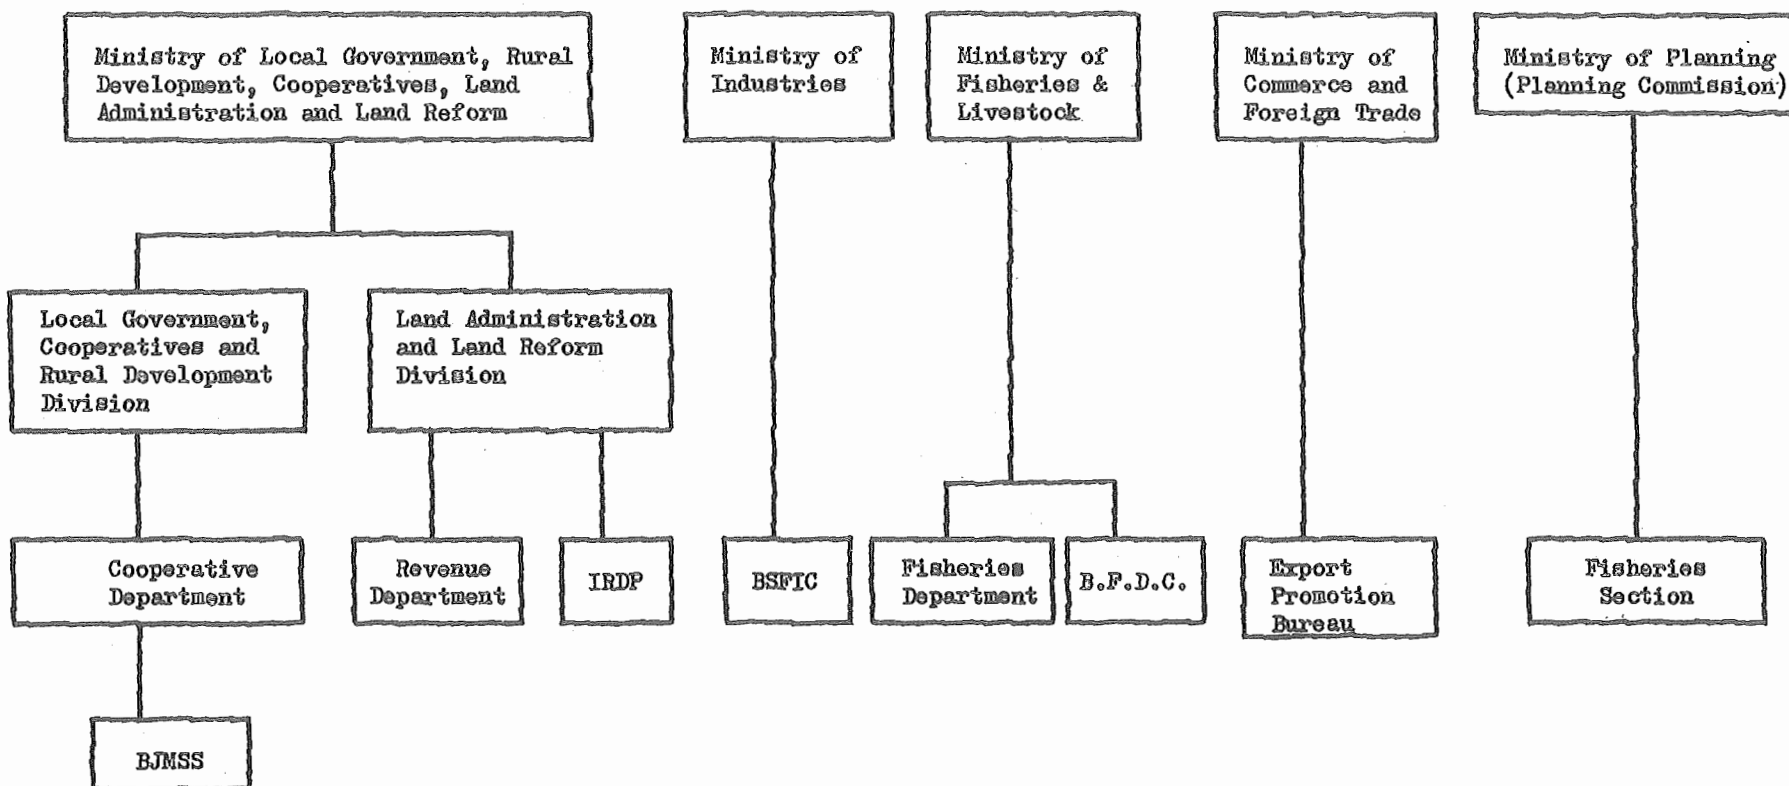 Ministry of Local Government, Rural
Development, Cooperatives, Land
Administration and Land Reform
Ministry of
Industries
Ministry of
Fisheries &
Livestock
Ministry of
Commerce and
Foreign Trade
Ministry of Planning
(Planning Commission)
Local Government,
Cooperatives and
Rural Development
Division
Land Administration
and Land Reform
Division
Cooperative
Department
Revenue
Department
IRDP
BSFIC
Fisheries
Department
B.F.D.C.
Export
Promotion
Bureau
Fisheries
Section
BJMSS